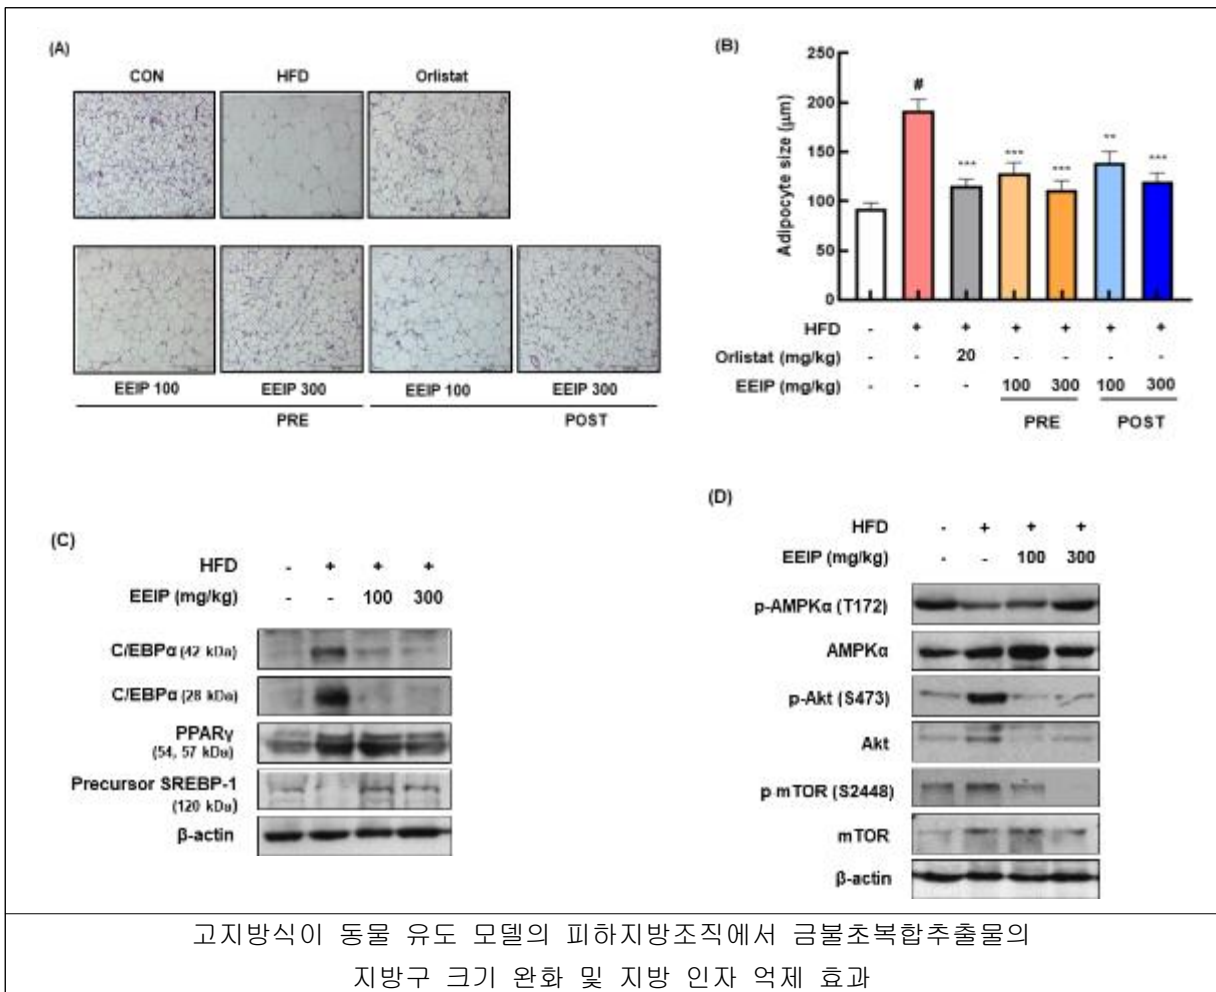 (A)
CON HFD Orlistat
EEIP 100 EEIP 300 EEIP 100 EEIP 300
PRE POST
(B)
Adipocyte size (μm)
250
200
150
100
50
0
#
*** *** *** ** ***
HFD - + + + + + +
Orlistat (mg/kg) - - 20 - - - -
EEIP (mg/kg) - - - 100 300 100 300
PRE POST
(C)
HFD - + + +
EEIP (mg/kg) - - 100 300
C/EBPα (42 kDa)
C/EBPα (28 kDa)
PPARγ
(54, 57 kDa)
Precursor SREBP-1
(120 kDa)
β-actin
(D)
HFD - + + +
EEIP (mg/kg) - - 100 300
p-AMPKα (T172)
AMPKα
p-Akt (S473)
Akt
p mTOR (S2448)
mTOR
β-actin
고지방식이 동물 유도 모델의 피하지방조직에서 금불초복합추출물의
지방구 크기 완화 및 지방 인자 억제 효과